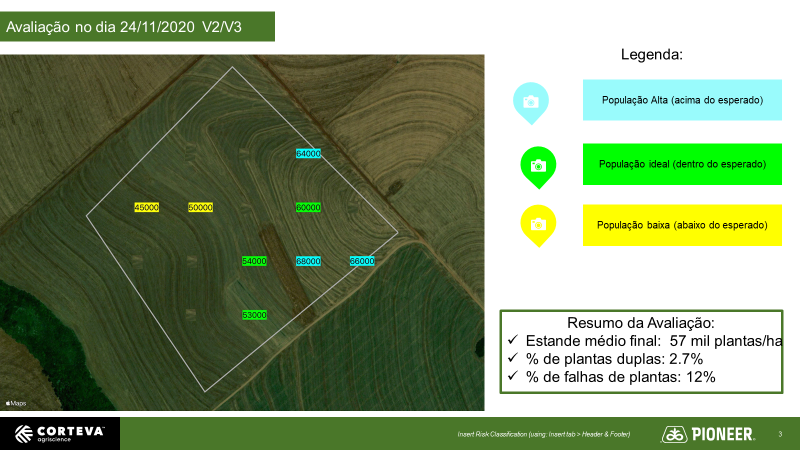 Avaliação no dia 24/11/2020 V2/V3
Legenda:
População Alta (acima do esperado)
População ideal (dentro do esperado)
População baixa (abaixo do esperado)
64000
45000
50000
60000
54000
68000
66000
53000
Maps
Resumo da Avaliação:
✓ Estande médio final: 57 mil plantas/ha
✓ % de plantas duplas: 2.7%
✓ % de falhas de plantas: 12%
CORTEVA™
agriscience
Insert Risk Classification (using: Insert tab > Header & Footer)
PIONEER.
3